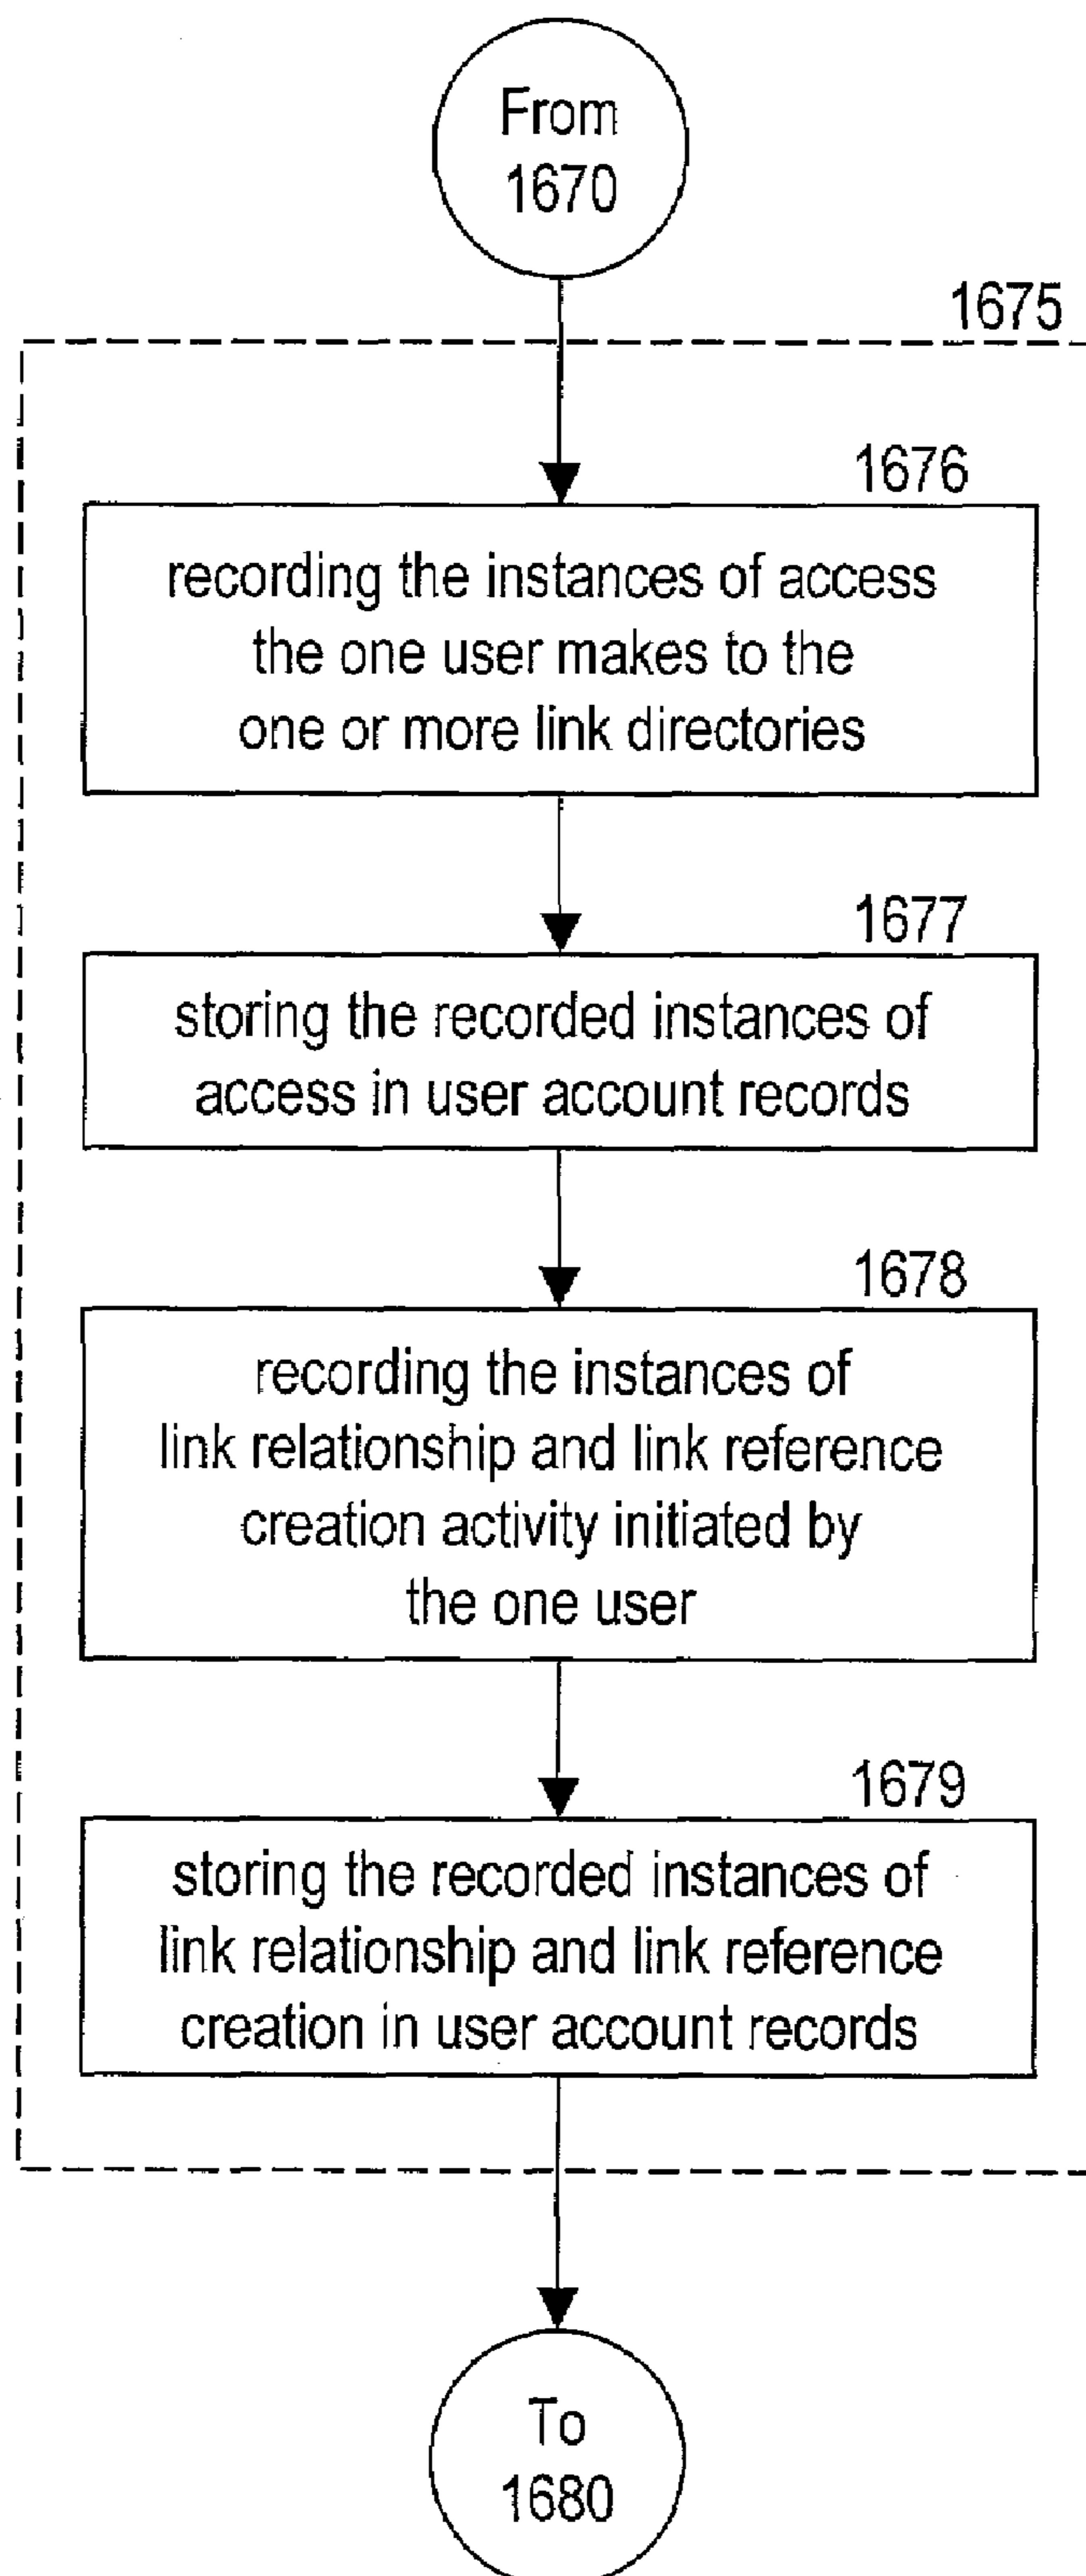 From
1670
1675
1676
recording the instances of access
the one user makes to the
one or more link directories
1677
storing the recorded instances of
access in user account records
1678
recording the instances of
link relationship and link reference
creation activity initiated by
the one user
1679
storing the recorded instances of
link relationship and link reference
creation in user account records
To
1680